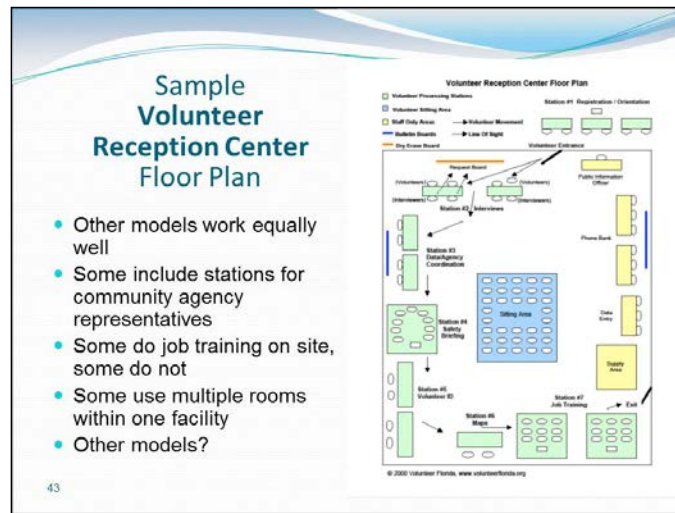 Sample
Volunteer
Reception Center
Floor Plan
• Other models work equally
well
• Some include stations for
community agency
representatives
• Some do job training on site,
some do not
• Some use multiple rooms
within one facility
• Other models?
43
Volunteer Reception Center Floor Plan
Volunteer Processing Stations
Volunteer Sitting Area
Staff Only Areas
Volunteer Movement
Bulletin Boards
Line Of Sight
Dry Erase Board
Station #1 Registration / Orientation
Volunteer Entrance
Request Board
(Volunteers)
(Volunteers)
(Interviewers)
(Interviewers)
Station #2 Interviews
Public Information
Officer
Phone Bank
Station #3
Data/Agency
Coordination
Sitting Area
Station #4
Safety
Briefing
Data
Entry
Supply
Area
Station #5
Volunteer ID
Station #6
Maps
Station #7
Job Training
Exit
© 2000 Volunteer Florida, www.volunteerflorida.org